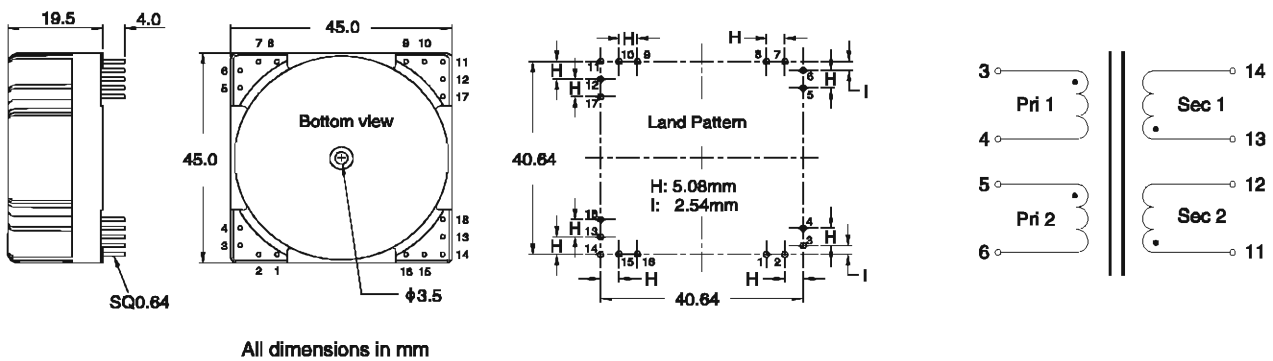 19.5
4.0
SQ0.64
45.0
7 8
9 10
6
5
11
12
17
Bottom view
45.0
4
3
18
13
14
2 1
16 15
ϕ3.5
All dimensions in mm
H
H
11
10
9
8
7
H
12
H
17
6
5
H
I
Land Pattern
40.64
H: 5.08mm
I: 2.54mm
18
H
13
H
14
4
3
H
I
15
16
1
2
H
H
40.64
3
Pri 1
4
5
Pri 2
6
14
Sec 1
13
12
Sec 2
11